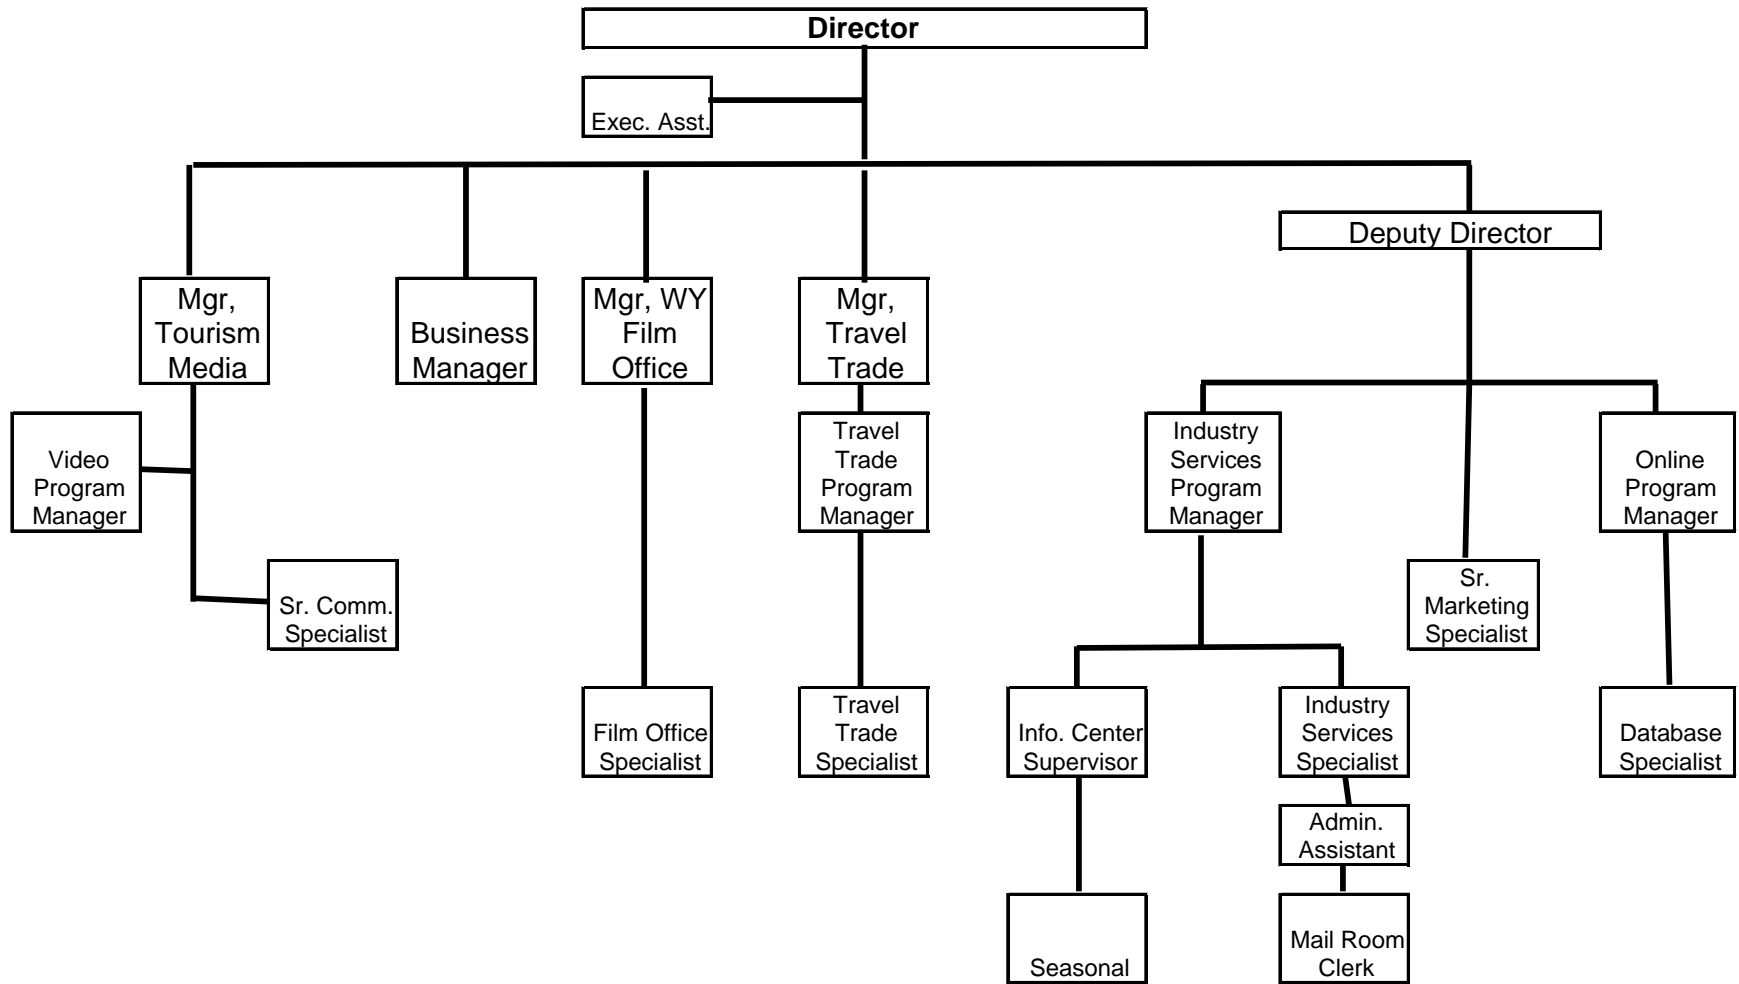 Director
Exec. Asst.
Deputy Director
Mgr,
Tourism
Media
Business
Manager
Mgr, WY
Film
Office
Mgr,
Travel
Trade
Video
Program
Manager
Travel
Trade
Program
Manager
Industry
Services
Program
Manager
Online
Program
Manager
Sr. Comm.
Specialist
Sr.
Marketing
Specialist
Film Office
Specialist
Travel
Trade
Specialist
Info. Center
Supervisor
Industry
Services
Specialist
Database
Specialist
Admin.
Assistant
Seasonal
Mail Room
Clerk